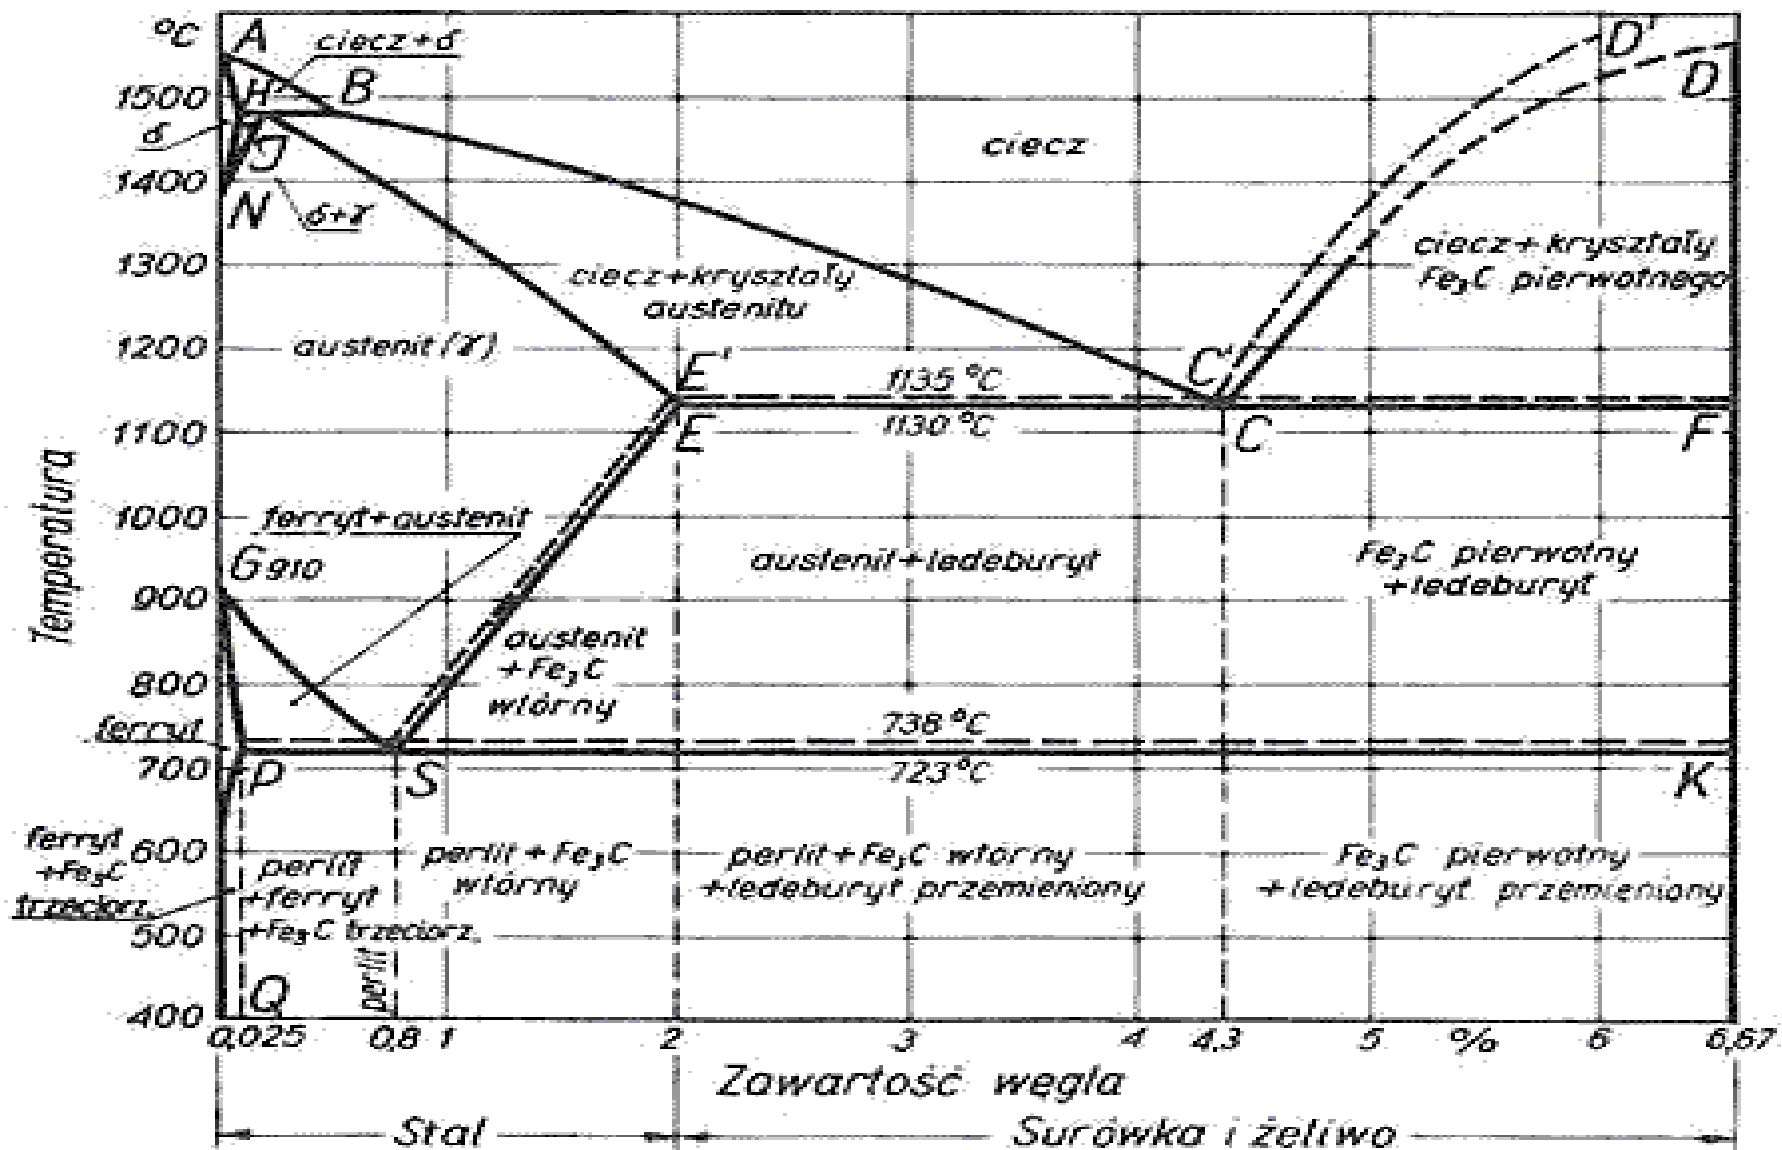 °C
A
ciecz+δ
D'
1500
H
B
D
δ
J
ciecz
1400
N
δ+γ
ciecz+kryształy
Fe₃C pierwotnego
1300
ciecz+kryształy
austenitu
1200
austenit (γ)
E'
1135 °C
C'
1100
E
1130 °C
C
F
Temperatura
1000
ferryt+austenit
G 910
austenit+ledeburyt
Fe₃C pierwotny
+ledeburyt
900
austenit
+Fe₃C
wtórny
800
ferryt
738 °C
700
P
S
723°C
K
ferryt
+Fe₃C
trzeciorz.
600
perlit
+ferryt
+Fe₃C trzeciorz.
perlit + Fe₃C
wtórny
perlit+Fe₃C wtórny
+ledeburyt przemieniony
Fe₃C pierwotny
+ledeburyt przemieniony
500
perlit
Q
400
0,025 0,8 1 2 3 4 4,3 5 % 6 6,67
Zawartość węgla
Stal
Surówka i żeliwo